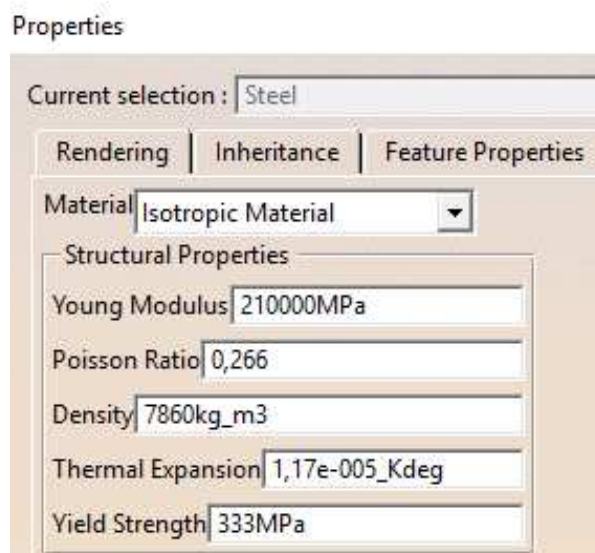 Properties
Current selection : Steel
Rendering Inheritance Feature Properties
Material Isotropic Material
Structural Properties
Young Modulus 210000MPa
Poisson Ratio 0,266
Density 7860kg_m3
Thermal Expansion 1,17e-005_Kdeg
Yield Strength 333MPa